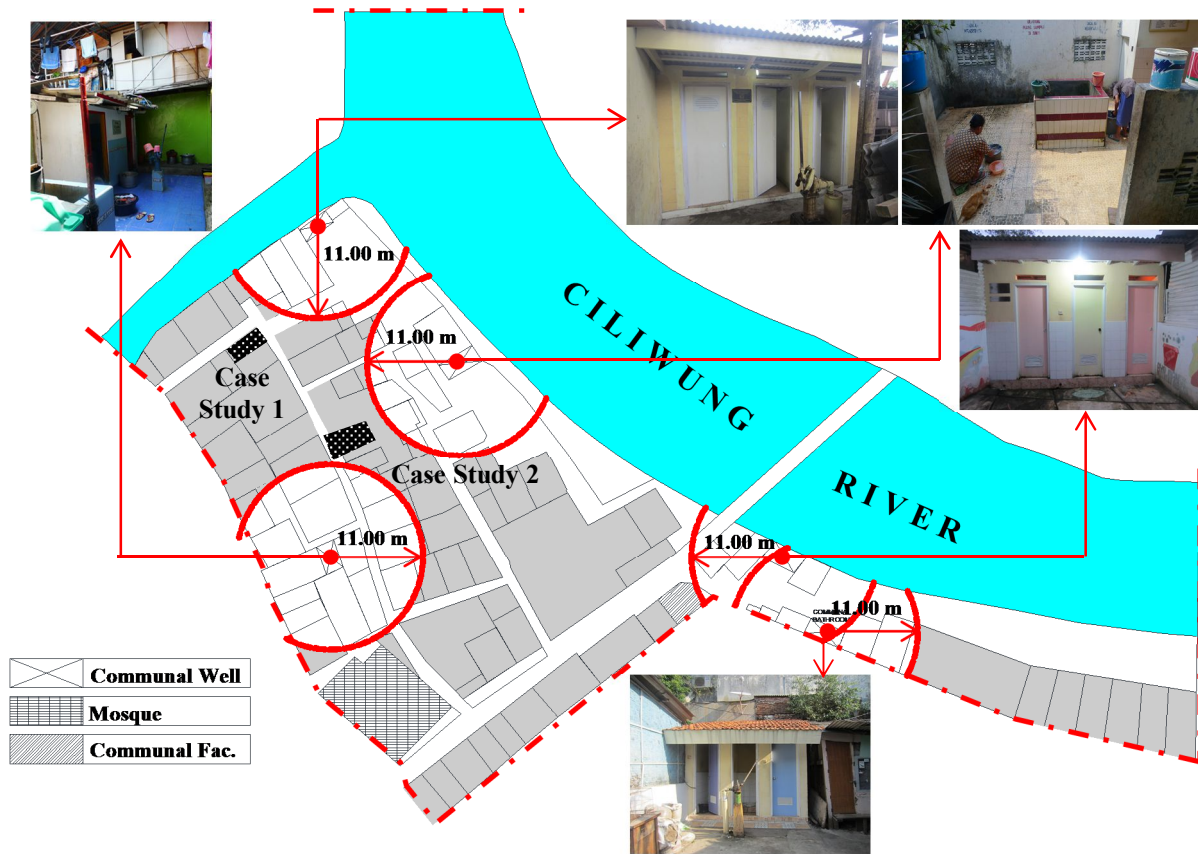 11.00 m
11.00 m
CILIWUNG
Case
Study 1
Case Study 2
RIVER
11.00 m
11.00 m
COMMUNAL
11.00 m
Communal Well
Mosque
Communal Fac.